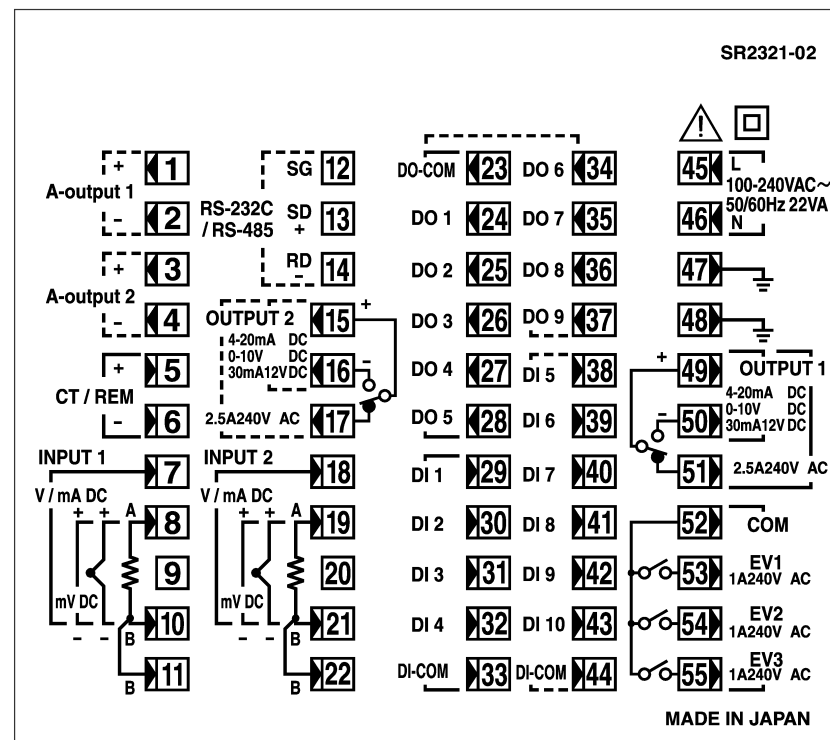 SR2321-02
+ 1
A-output 1
- 2
+ 3
A-output 2
- 4
+ 5
CT / REM
- 6
INPUT 1
7
V / mA DC
+ + A
8
9
mV DC
10
- - B
B 11
SG 12
RS-232C
/ RS-485
SD
+
13
RD
-
14
OUTPUT 2
15 +
4-20mA DC
0-10V DC
30mA12V DC
16 -
2.5A240V AC
17
INPUT 2
18
V / mA DC
+ + A
19
20
mV DC
21
- - B
B 22
DO-COM 23
DO 1 24
DO 2 25
DO 3 26
DO 4 27
DO 5 28
DI 1 29
DI 2 30
DI 3 31
DI 4 32
DI-COM 33
DO 6 34
DO 7 35
DO 8 36
DO 9 37
DI 5 38
DI 6 39
DI 7 40
DI 8 41
DI 9 42
DI 10 43
DI-COM 44
45 L
100-240VAC~
50/60Hz 22VA
46 N
47
48
+ 49
OUTPUT 1
4-20mA DC
0-10V DC
30mA12V DC
- 50
51 2.5A240V AC
52 COM
53 EV1
1A240V AC
54 EV2
1A240V AC
55 EV3
1A240V AC
MADE IN JAPAN